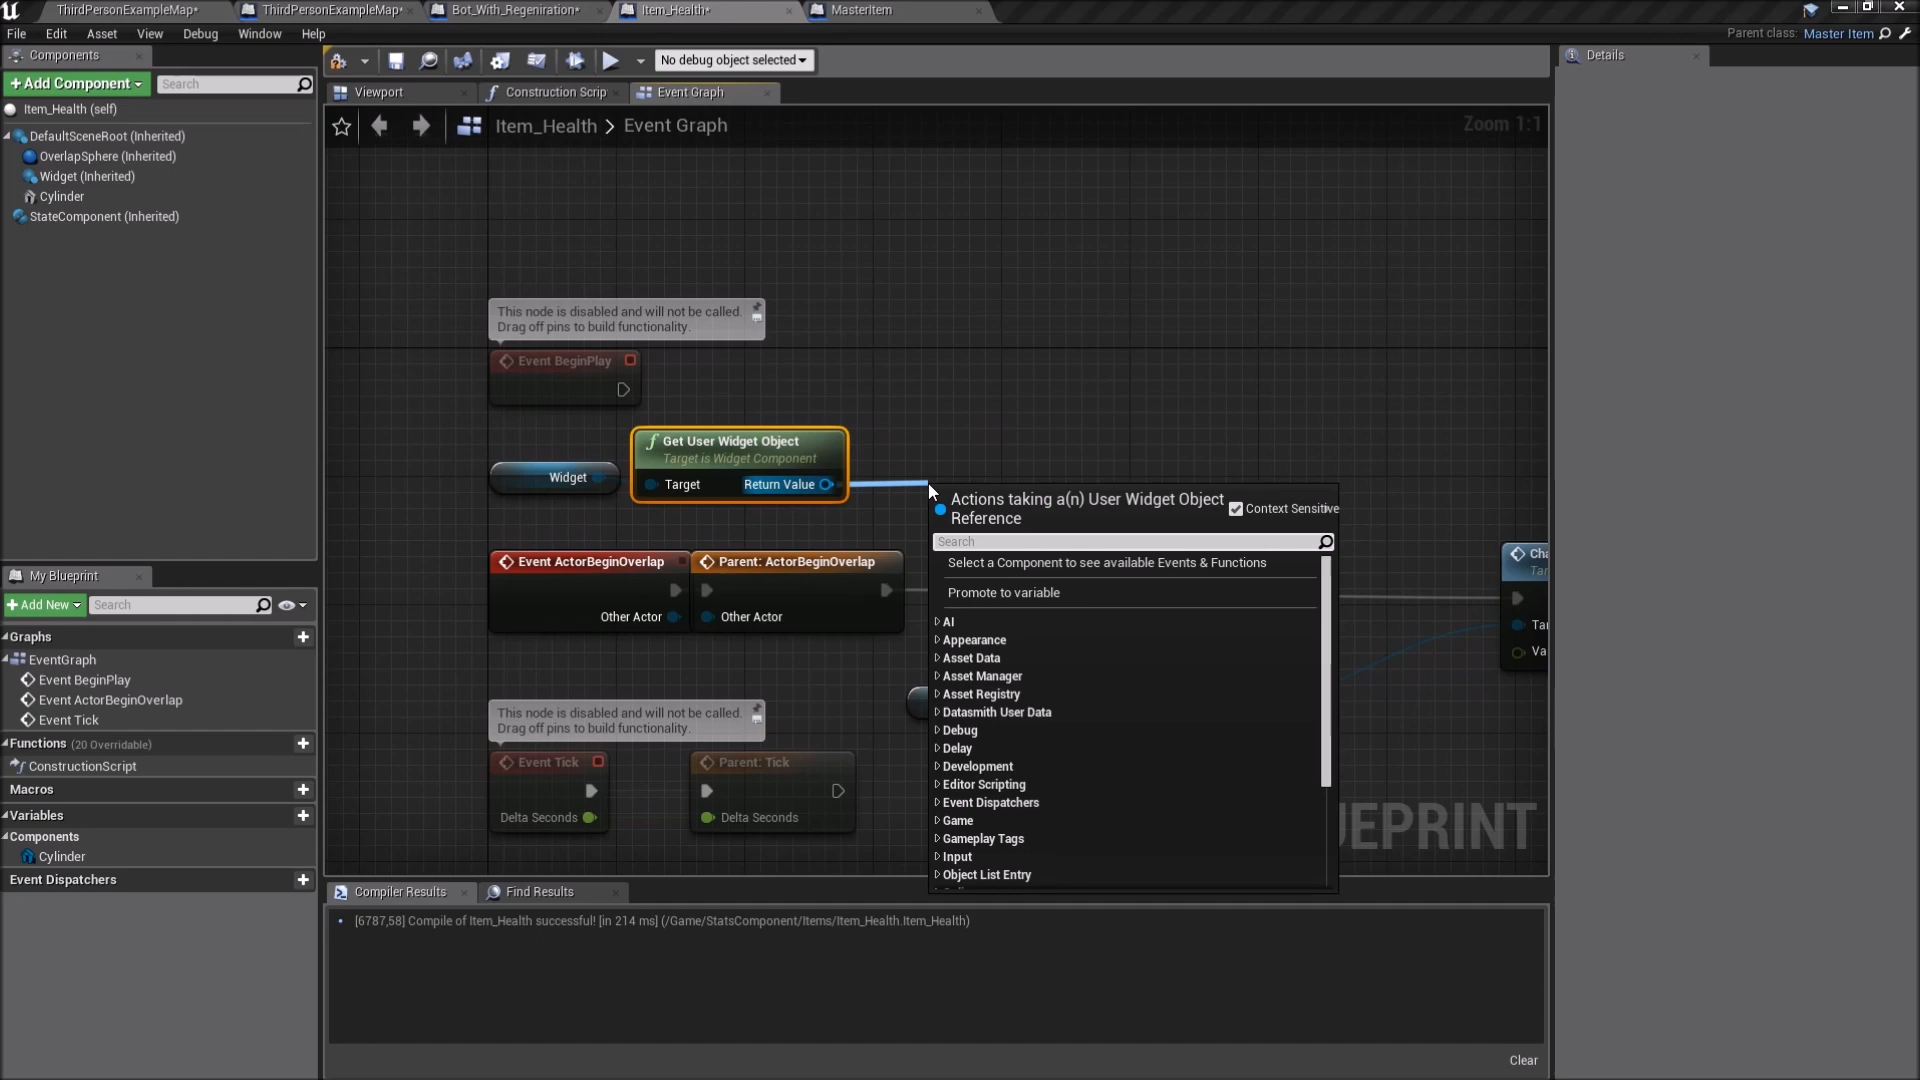 ThirdPersonExampleMap*
ThirdPersonExampleMap*
Bot_With_Regeniration*
Item_Health*
MasterItem
File Edit Asset View Debug Window Help
Parent class: Master Item
Components
+Add Component
Search
Item_Health (self)
DefaultSceneRoot (Inherited)
OverlapSphere (Inherited)
Widget (Inherited)
Cylinder
StateComponent (Inherited)
My Blueprint
+Add New
Search
Graphs
EventGraph
Event BeginPlay
Event ActorBeginOverlap
Event Tick
Functions (20 Overridable)
ConstructionScript
Macros
Variables
Components
Cylinder
Event Dispatchers
No debug object selected
Viewport
Construction Scrip
Event Graph
Item_Health > Event Graph
Zoom 1:1
This node is disabled and will not be called.
Drag off pins to build functionality.
Event BeginPlay
Widget
Get User Widget Object
Target is Widget Component
Target
Return Value
Event ActorBeginOverlap
Other Actor
Parent: ActorBeginOverlap
Other Actor
This node is disabled and will not be called.
Drag off pins to build functionality.
Event Tick
Delta Seconds
Parent: Tick
Delta Seconds
Actions taking a(n) User Widget Object
Reference
Context Sensitive
Search
Select a Component to see available Events & Functions
Promote to variable
AI
Appearance
Asset Data
Asset Manager
Asset Registry
Datasmith User Data
Debug
Delay
Development
Editor Scripting
Event Dispatchers
Game
Gameplay Tags
Input
Object List Entry
Cha
Tar
Tar
Va
EPRINT
Compiler Results
Find Results
[6787,58] Compile of Item_Health successful! [in 214 ms] (/Game/StatsComponent/Items/Item_Health.Item_Health)
Clear
Details